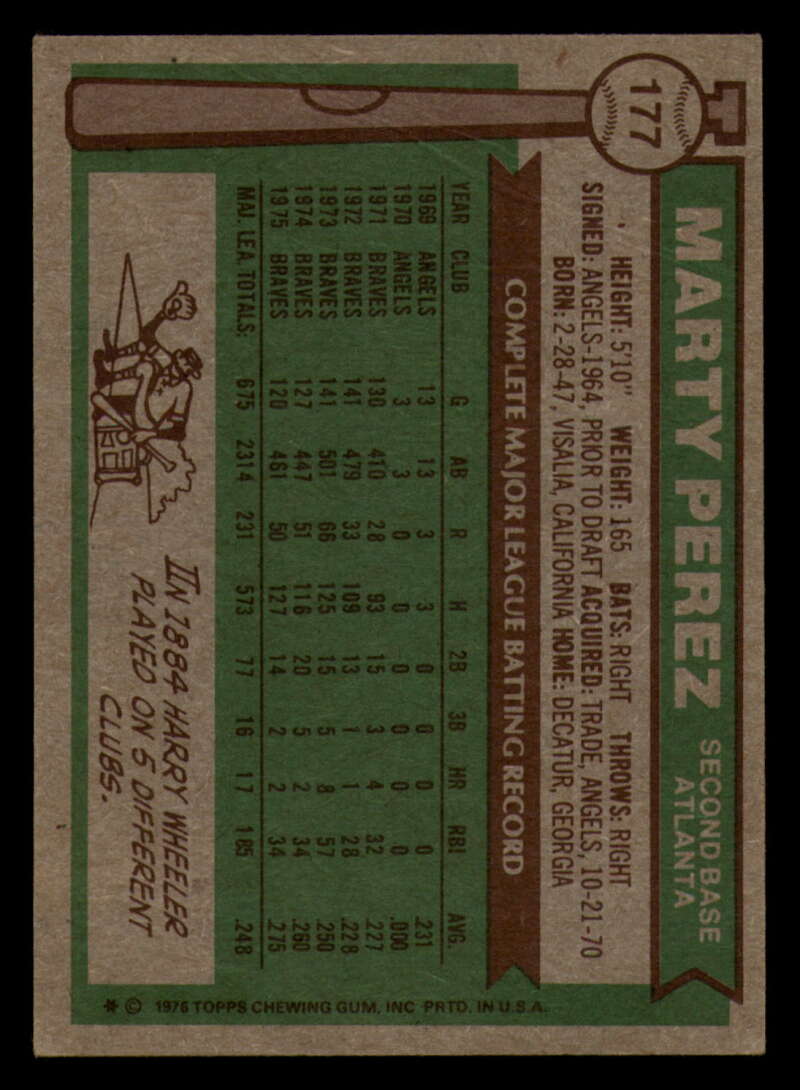 177
MARTY PEREZ
SECOND BASE
ATLANTA
HEIGHT: 5'10" WEIGHT: 165 BATS: RIGHT THROWS: RIGHT
SIGNED: ANGELS-1964, PRIOR TO DRAFT ACQUIRED: TRADE, ANGELS, 10-21-70
BORN: 2-28-47, VISALIA, CALIFORNIA HOME: DECATUR, GEORGIA
COMPLETE MAJOR LEAGUE BATTING RECORD
YEAR CLUB G AB R H 2B 3B HR RBI AVG.
1969 ANGELS 13 13 3 3 0 0 0 0 .231
1970 ANGELS 3 3 0 0 0 0 0 0 .000
1971 BRAVES 130 410 28 93 15 3 4 32 .227
1972 BRAVES 141 479 33 109 13 1 1 28 .228
1973 BRAVES 141 501 66 125 15 5 8 57 .250
1974 BRAVES 127 447 51 116 20 5 2 34 .260
1975 BRAVES 120 461 50 127 14 2 2 34 .275
MAJ. LEA. TOTALS: 675 2314 231 573 77 16 17 185 .248
IN 1884 HARRY WHEELER
PLAYED ON 5 DIFFERENT
CLUBS.
* © 1976 TOPPS CHEWING GUM, INC PRTD. IN U.S.A.